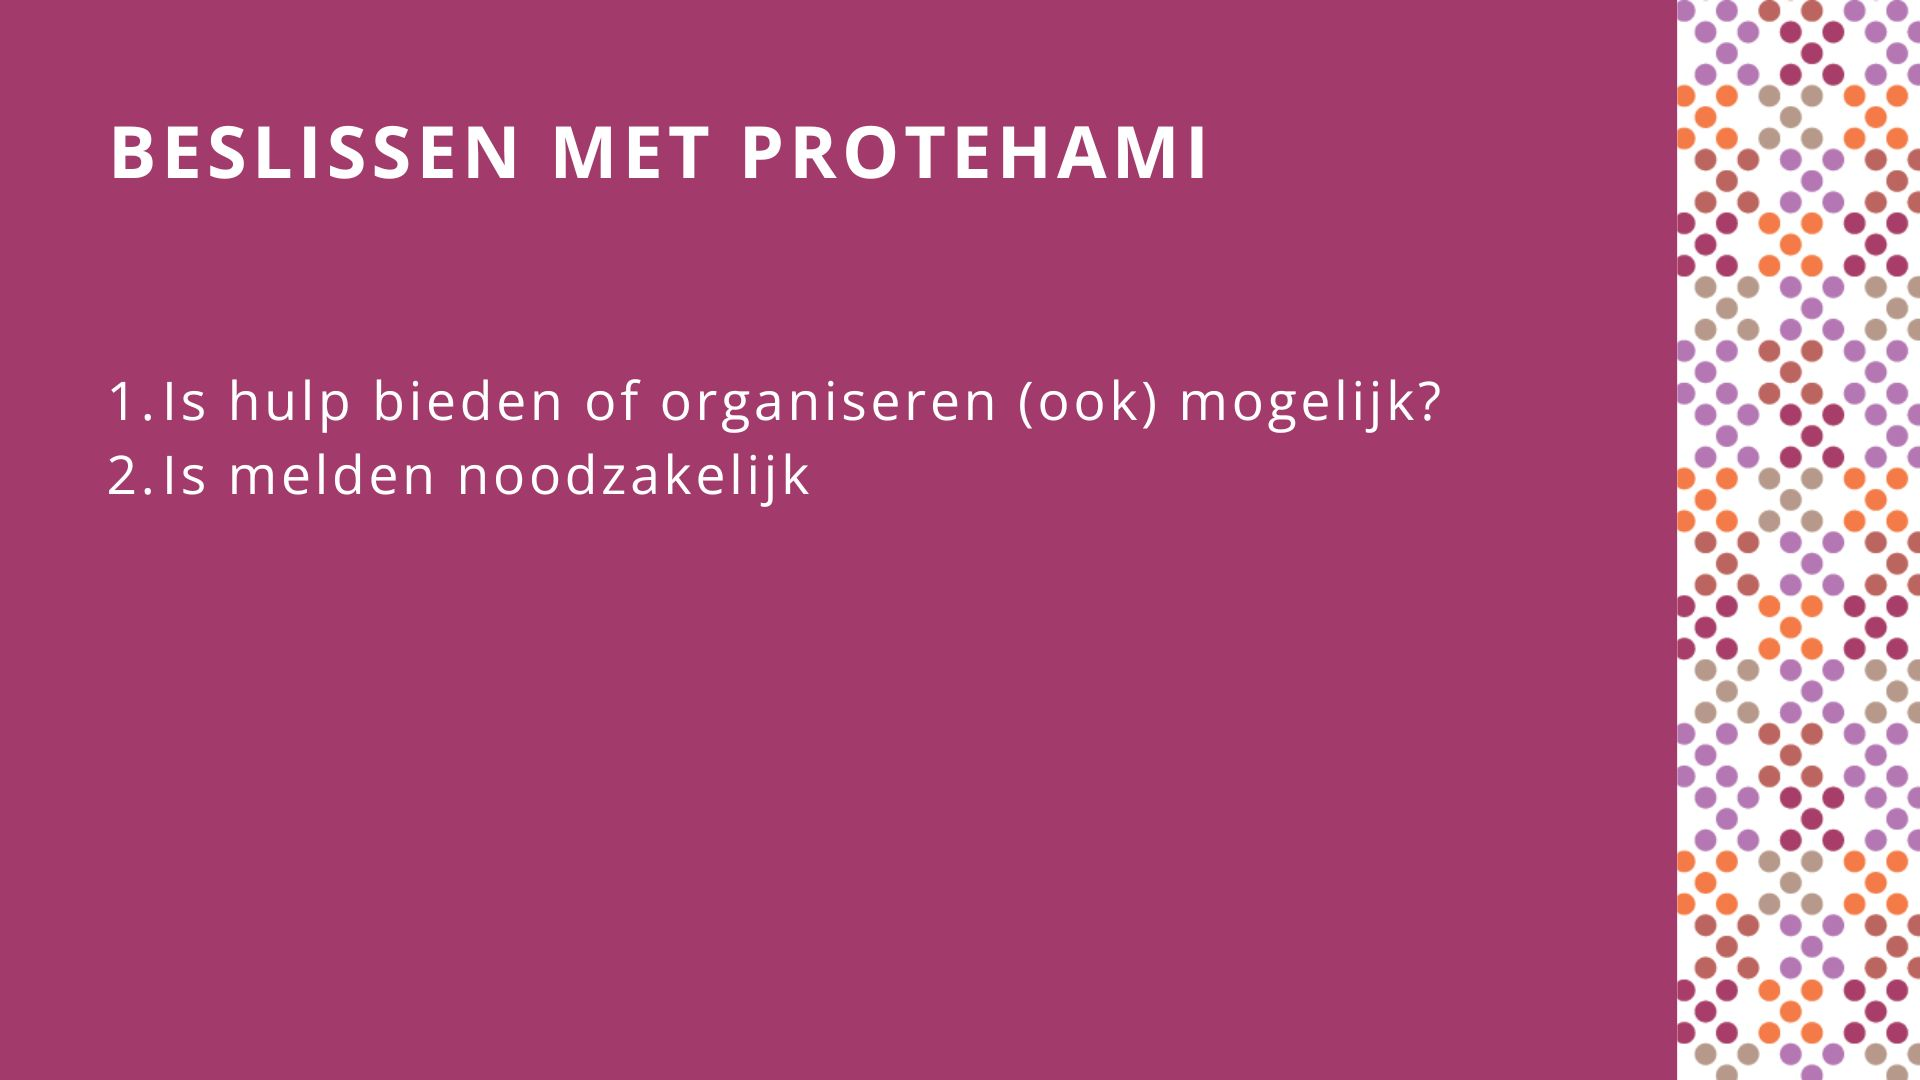 BESLISSEN MET PROTEHAMI
1. Is hulp bieden of organiseren (ook) mogelijk?
2. Is melden noodzakelijk